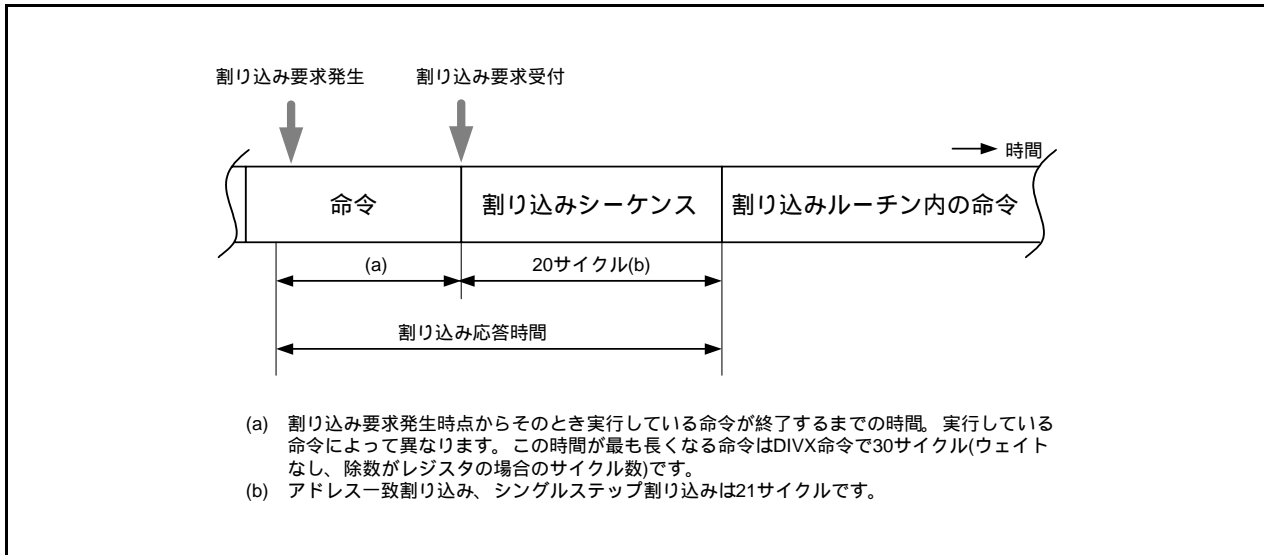 割り込み要求発生
割り込み要求受付
時間
命令
割り込みシーケンス
割り込みルーチン内の命令
(a)
20サイクル(b)
割り込み応答時間
(a) 割り込み要求発生時点からそのとき実行している命令が終了するまでの時間。実行している
命令によって異なります。この時間が最も長くなる命令はDIVX命令で30サイクル(ウェイト
なし、除数がレジスタの場合のサイクル数)です。
(b) アドレス一致割り込み、シングルステップ割り込みは21サイクルです。